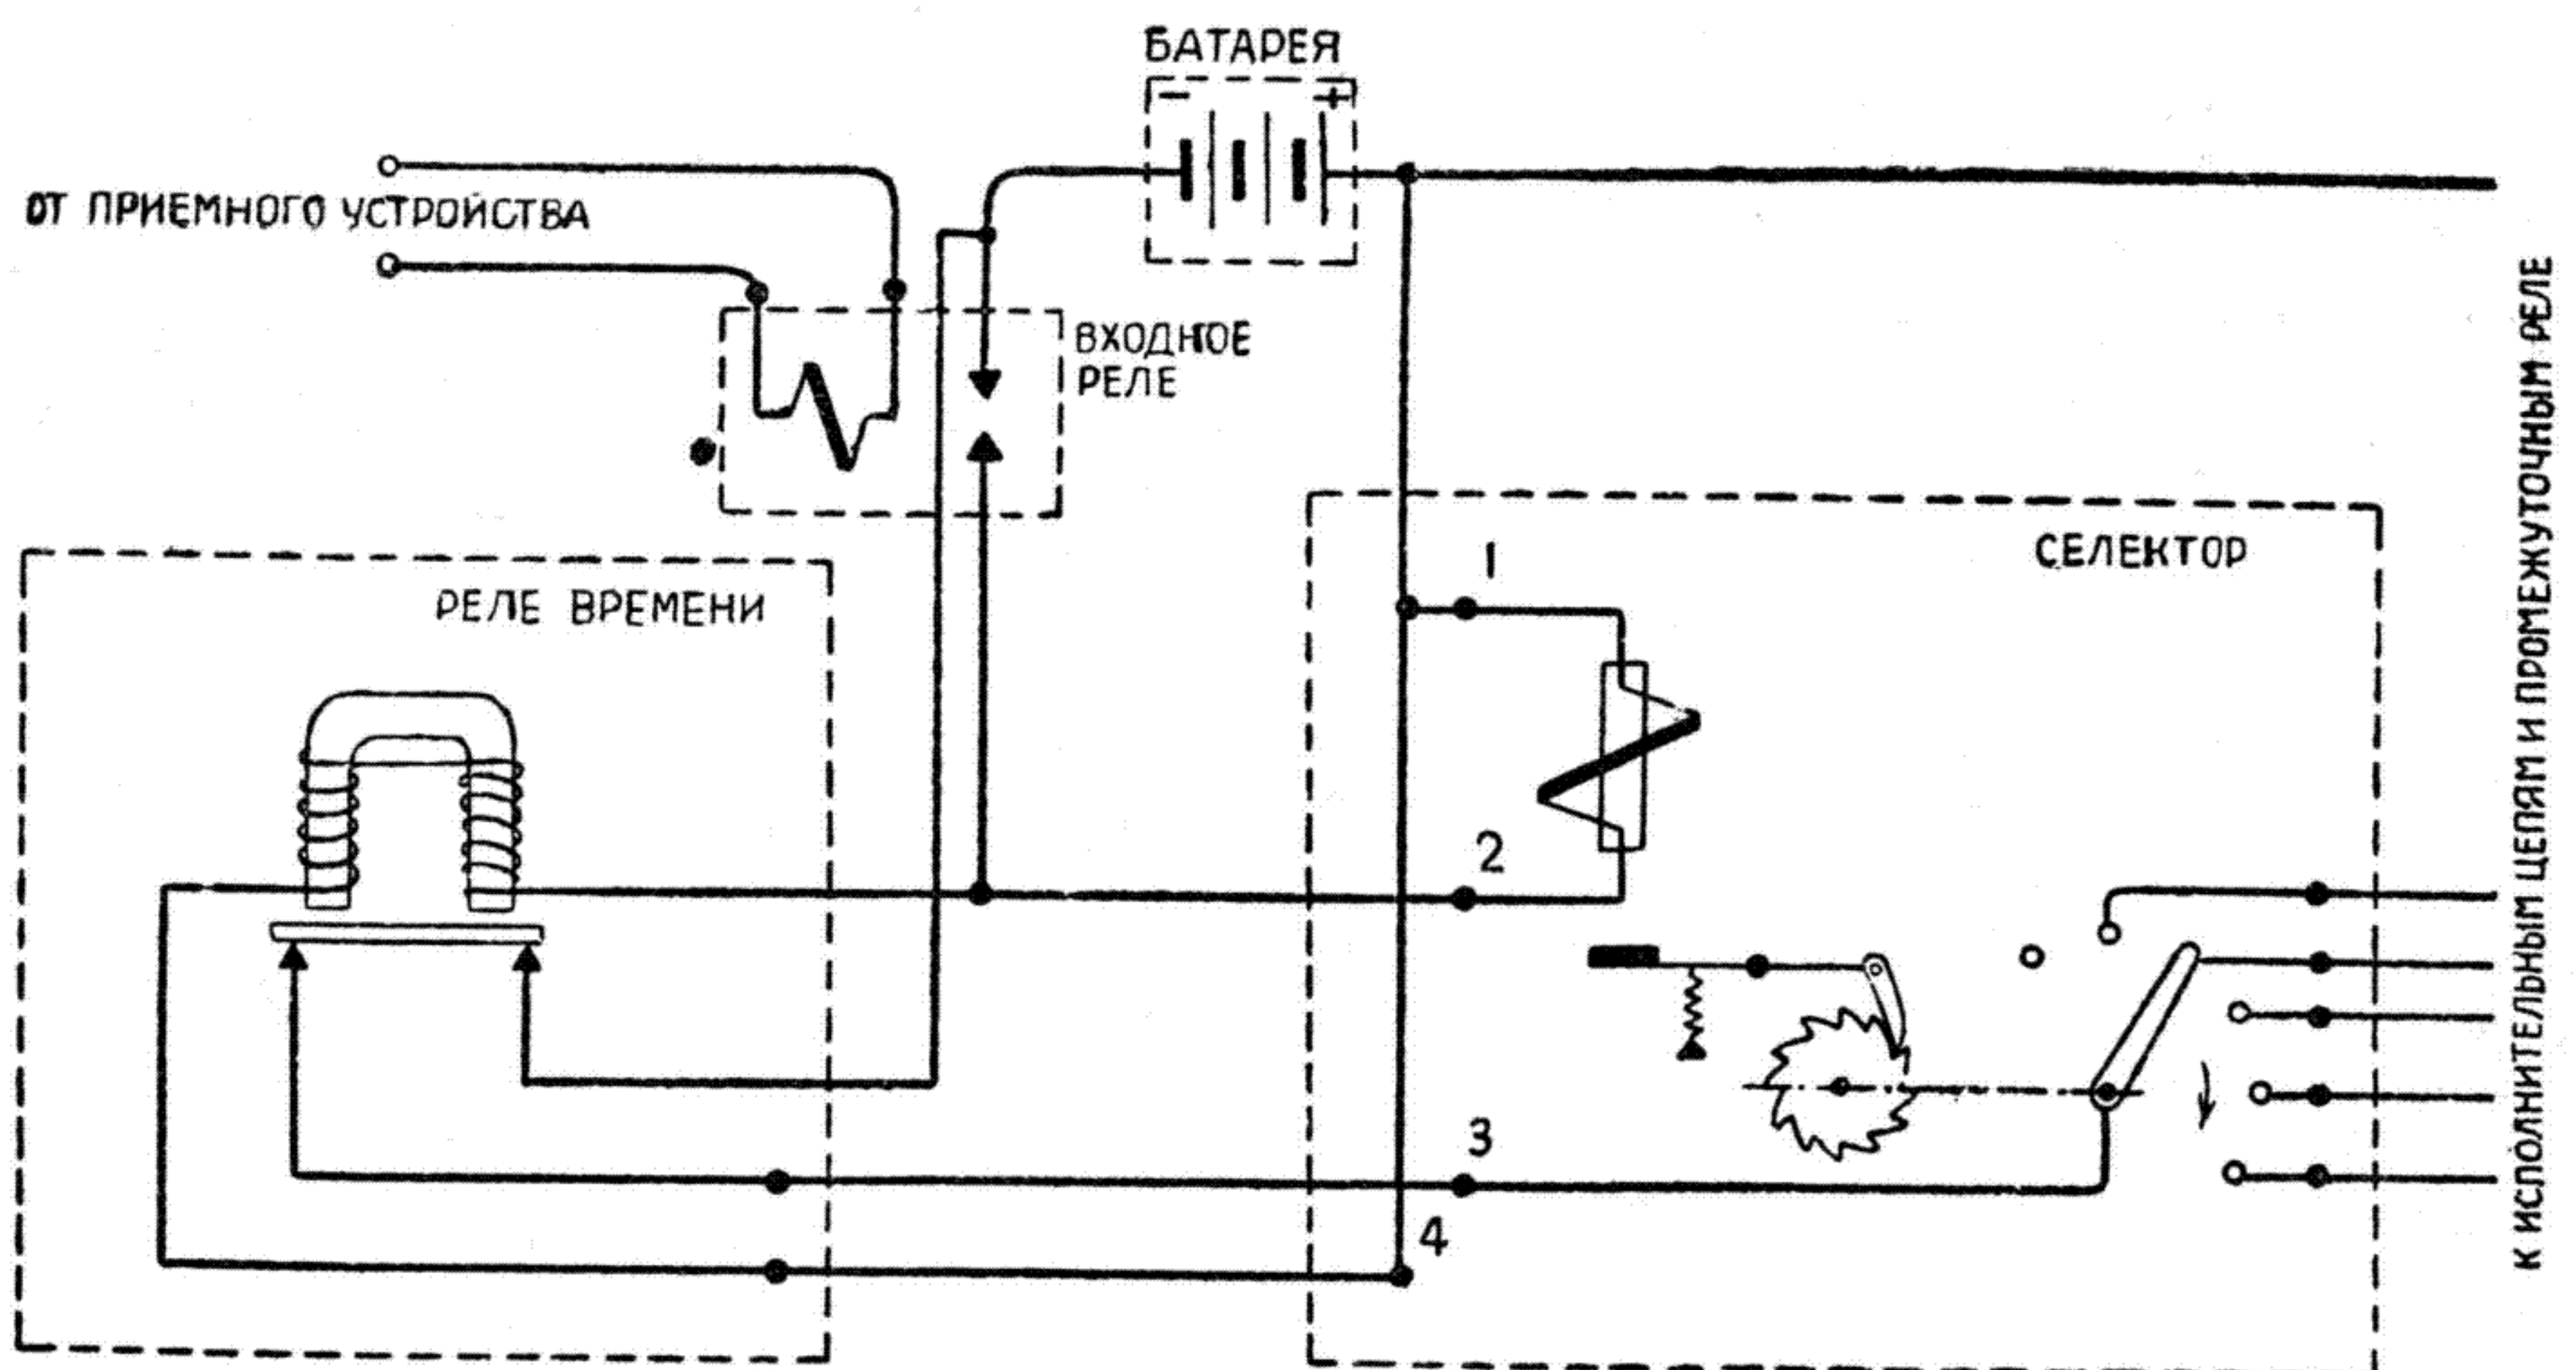 БАТАРЕЯ
- +
ОТ ПРИЕМНОГО УСТРОЙСТВА
ВХОДНОЕ
РЕЛЕ
РЕЛЕ ВРЕМЕНИ
СЕЛЕКТОР
1
2
3
4
К ИСПОЛНИТЕЛЬНЫМ ЦЕПЯМ И ПРОМЕЖУТОЧНЫМ РЕЛЕ